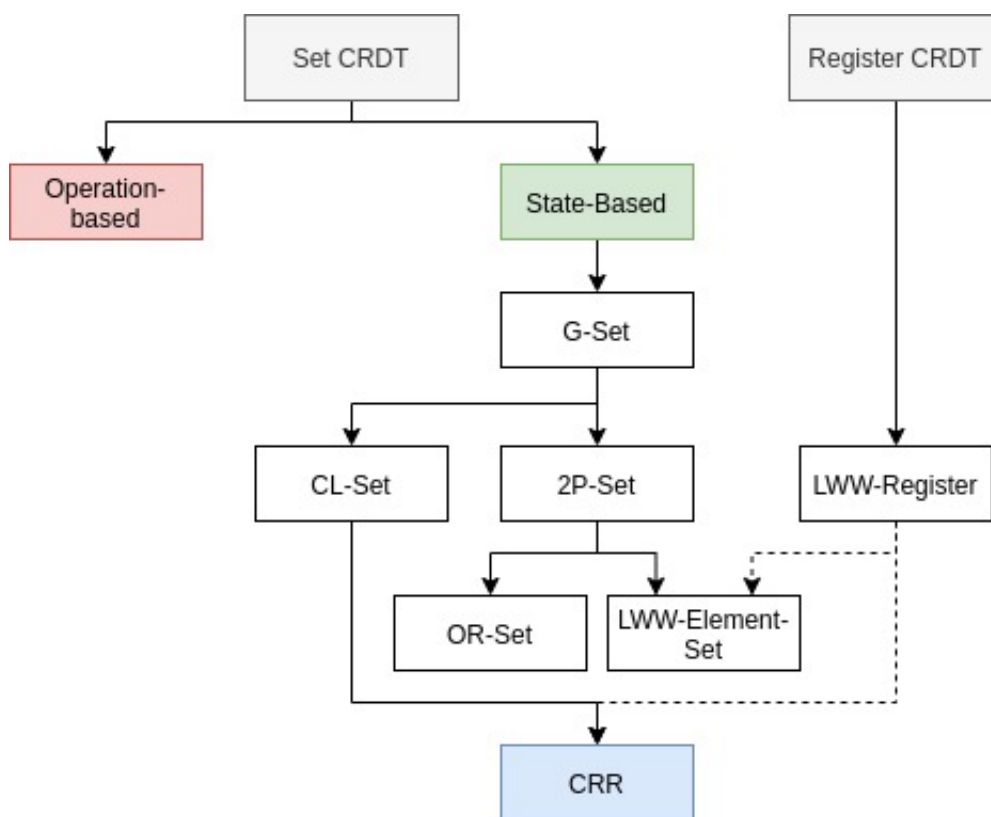 Set CRDT
Register CRDT
Operation-
based
State-Based
G-Set
CL-Set
2P-Set
LWW-Register
OR-Set
LWW-Element-
Set
CRR